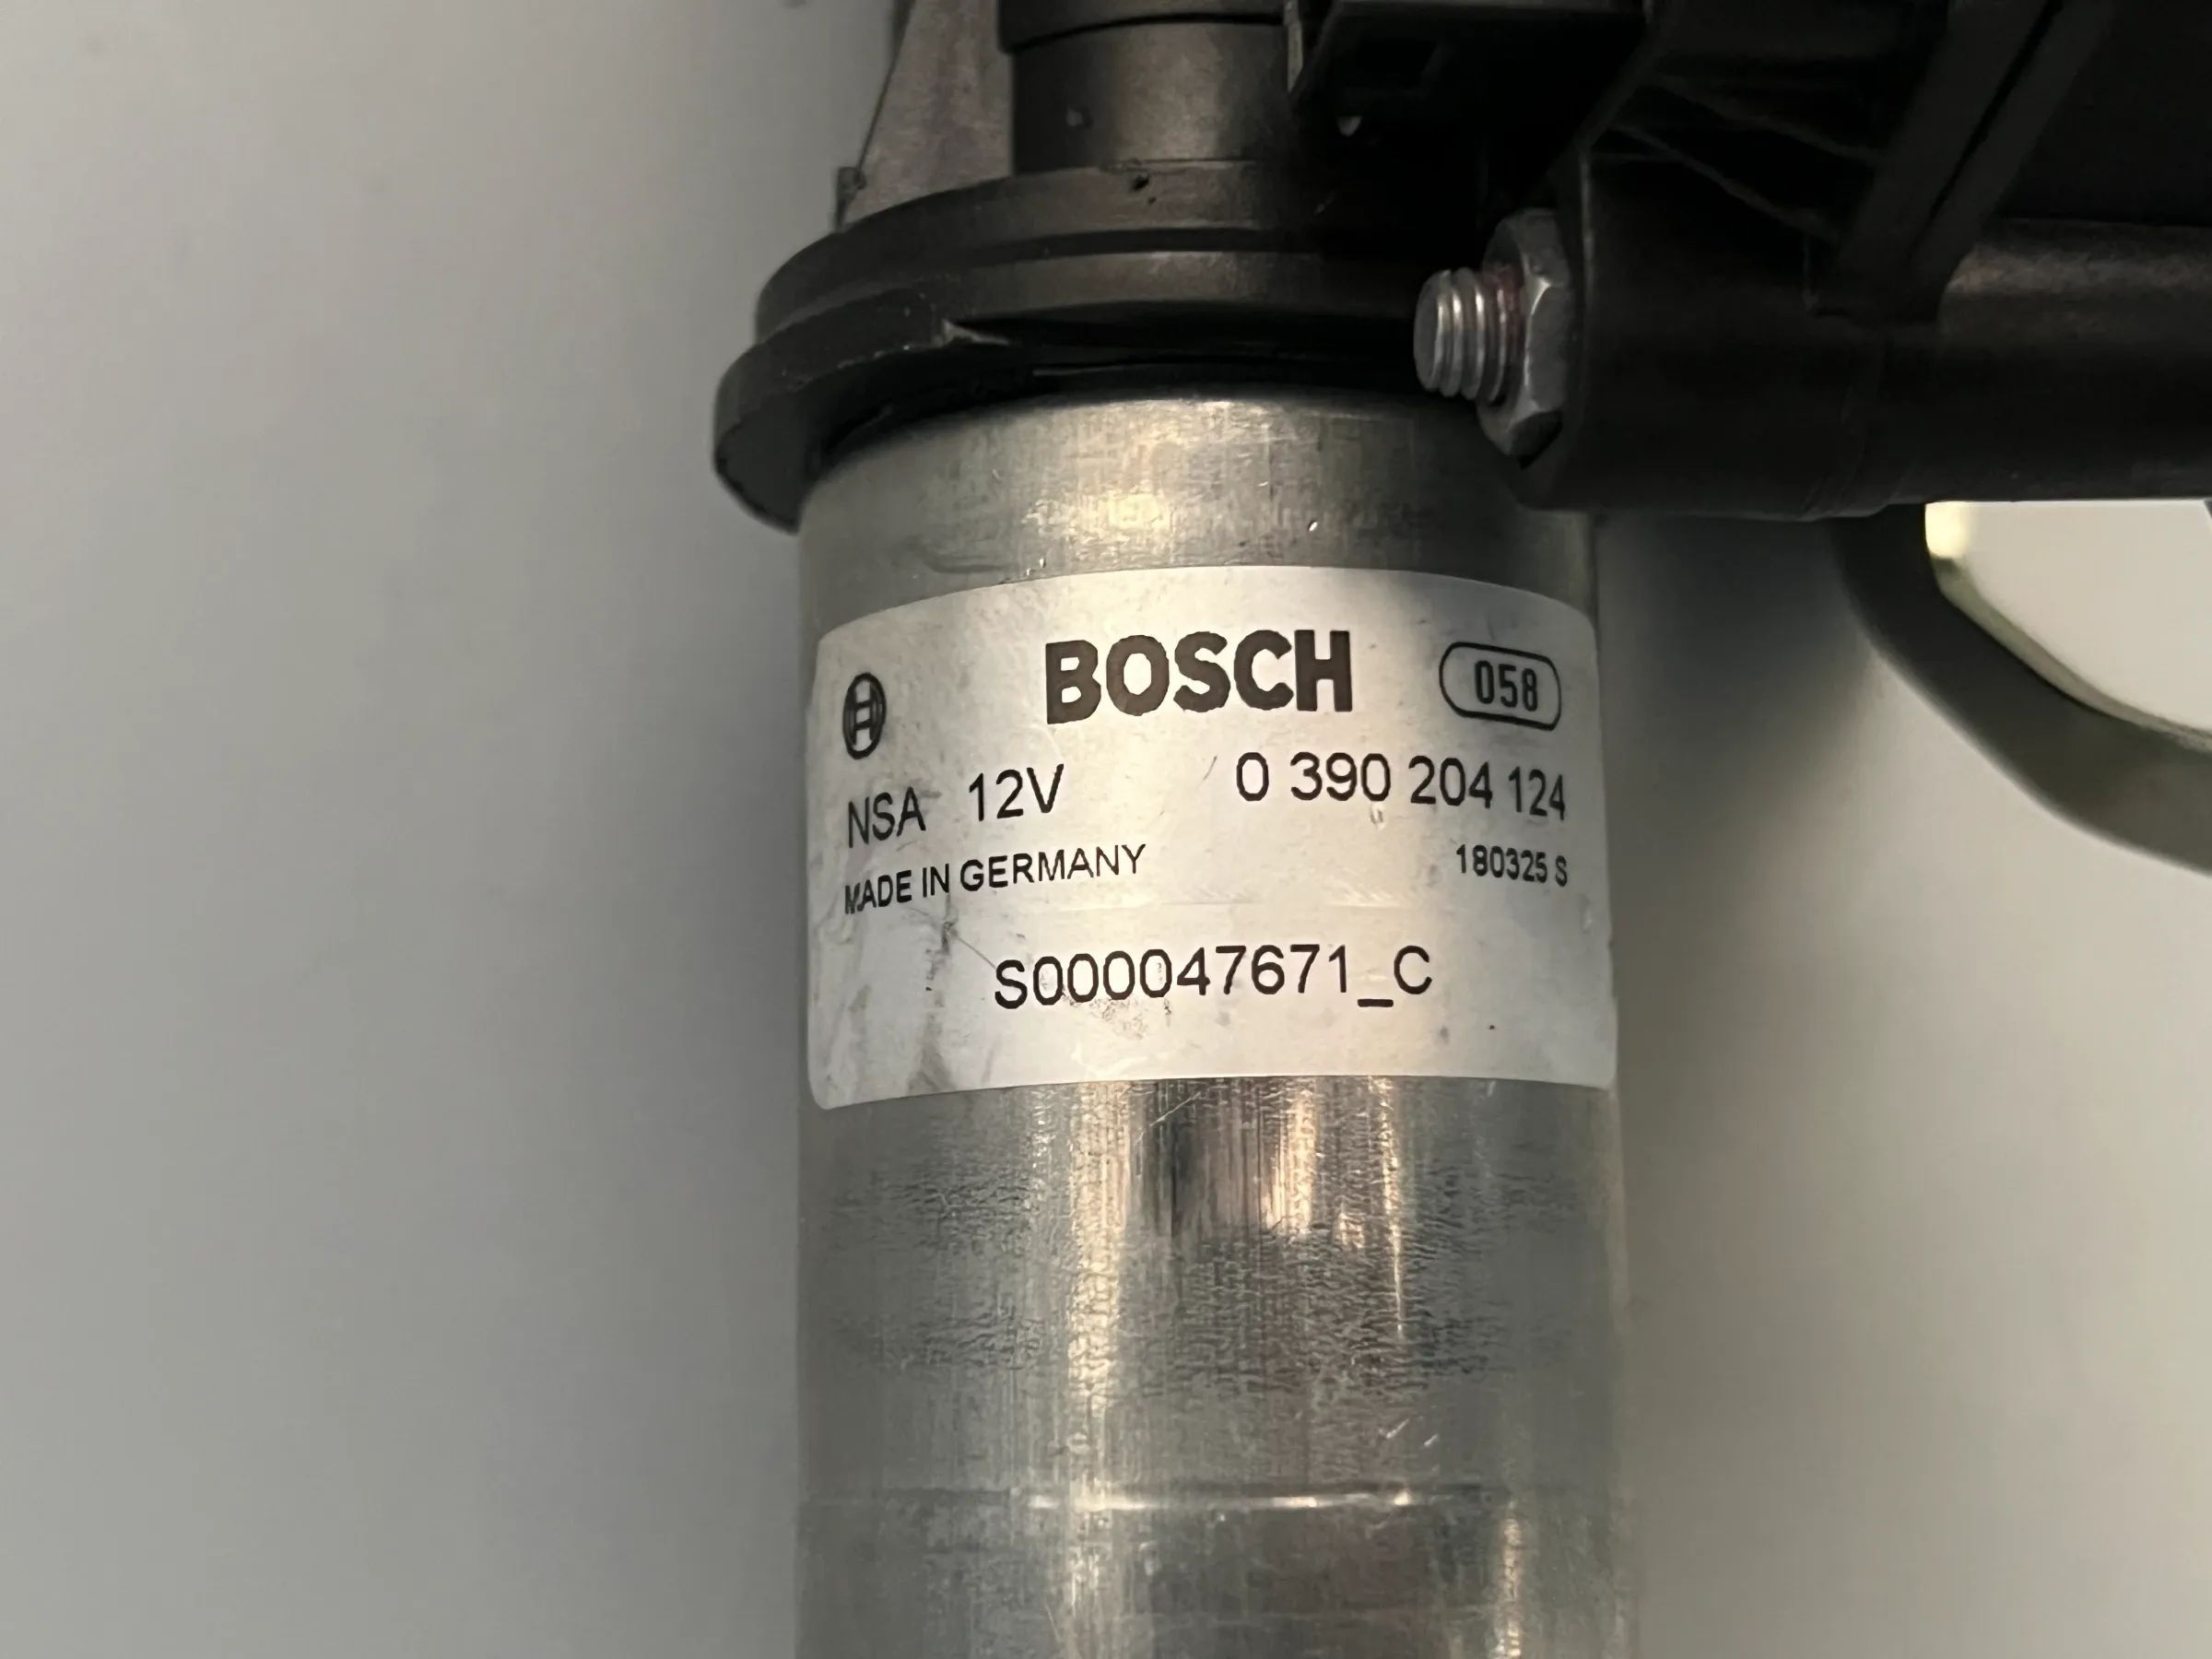 BOSCH 058
NSA 12V 0 390 204 124
MADE IN GERMANY 180325 S
S000047671_C